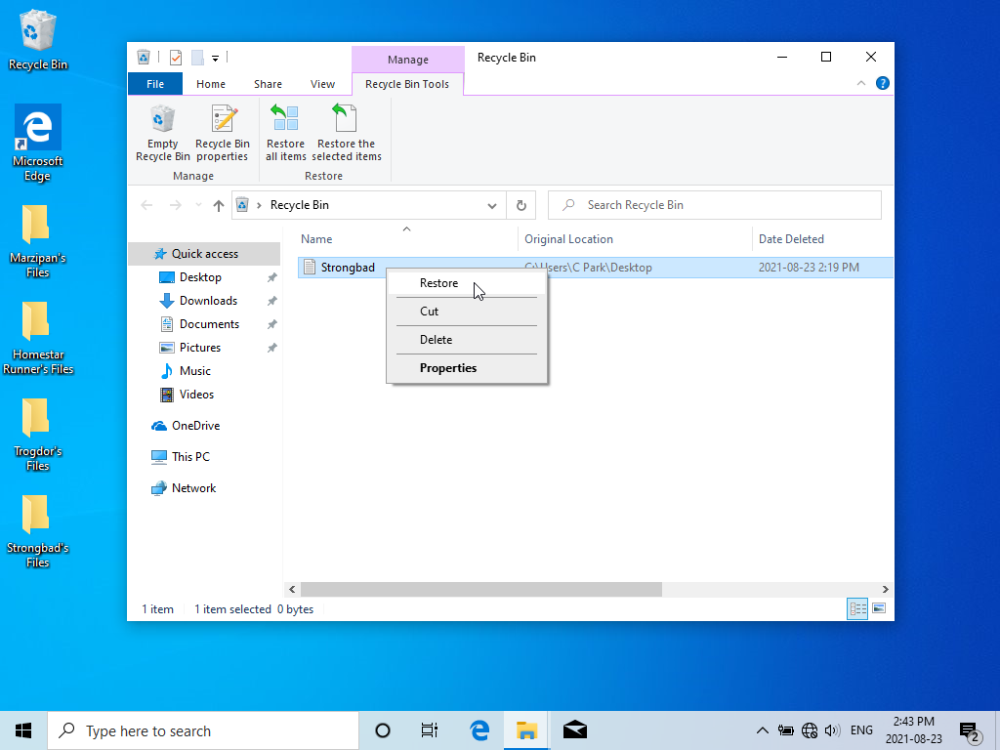 Recycle Bin
Microsoft
Edge
Marzipan's
Files
Homestar
Runner's Files
Trogdor's
Files
Strongbad's
Files
Manage
Recycle Bin
File
Home
Share
View
Recycle Bin Tools
?
Empty
Recycle Bin
Recycle Bin
properties
Restore
all items
Restore the
selected items
Manage
Restore
Recycle Bin
Search Recycle Bin
Name
Original Location
Date Deleted
Strongbad
C:\Users\C Park\Desktop
2021-08-23 2:19 PM
Quick access
Desktop
Downloads
Documents
Pictures
Music
Videos
OneDrive
This PC
Network
Restore
Cut
Delete
Properties
1 item
1 item selected 0 bytes
Type here to search
ENG
2:43 PM
2021-08-23
2